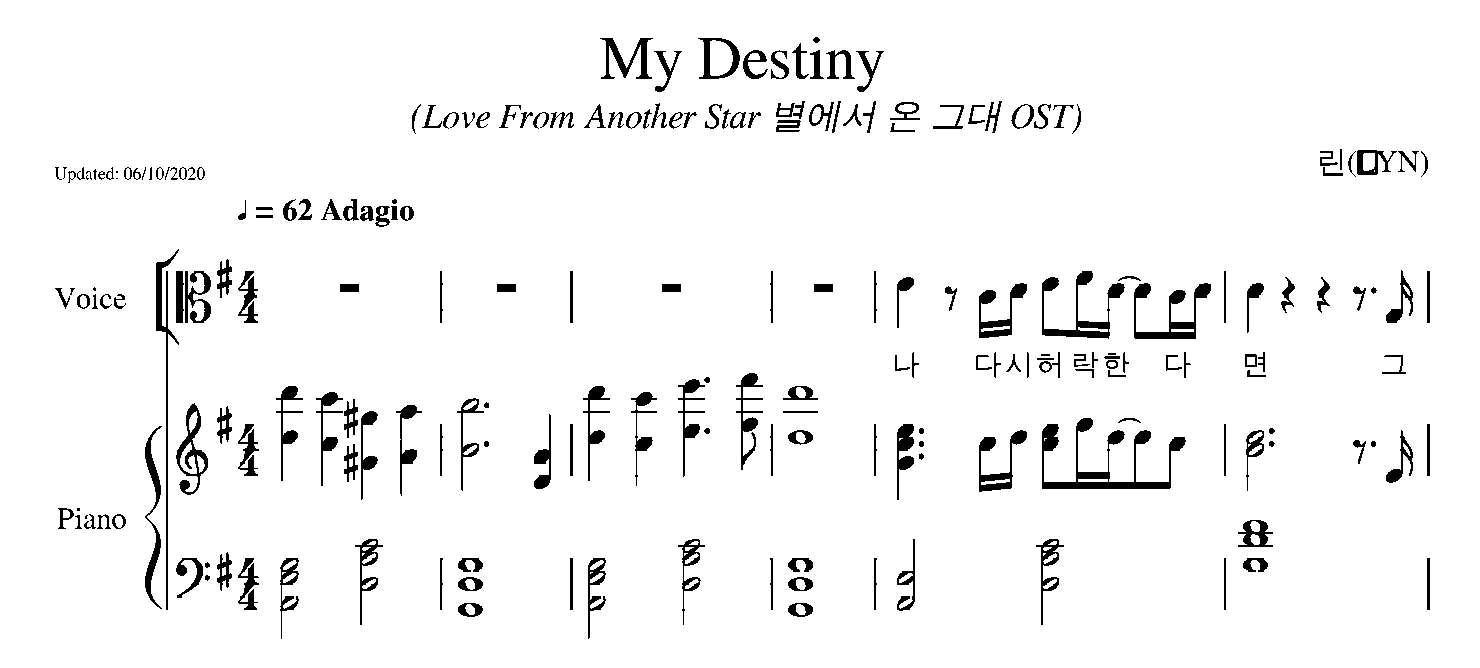 My Destiny
(Love From Another Star 별에서 온 그대 OST)
린(LYN)
Updated: 06/10/2020
♩ = 62 Adagio
Voice
나 다시허 락한 다 면 그
Piano